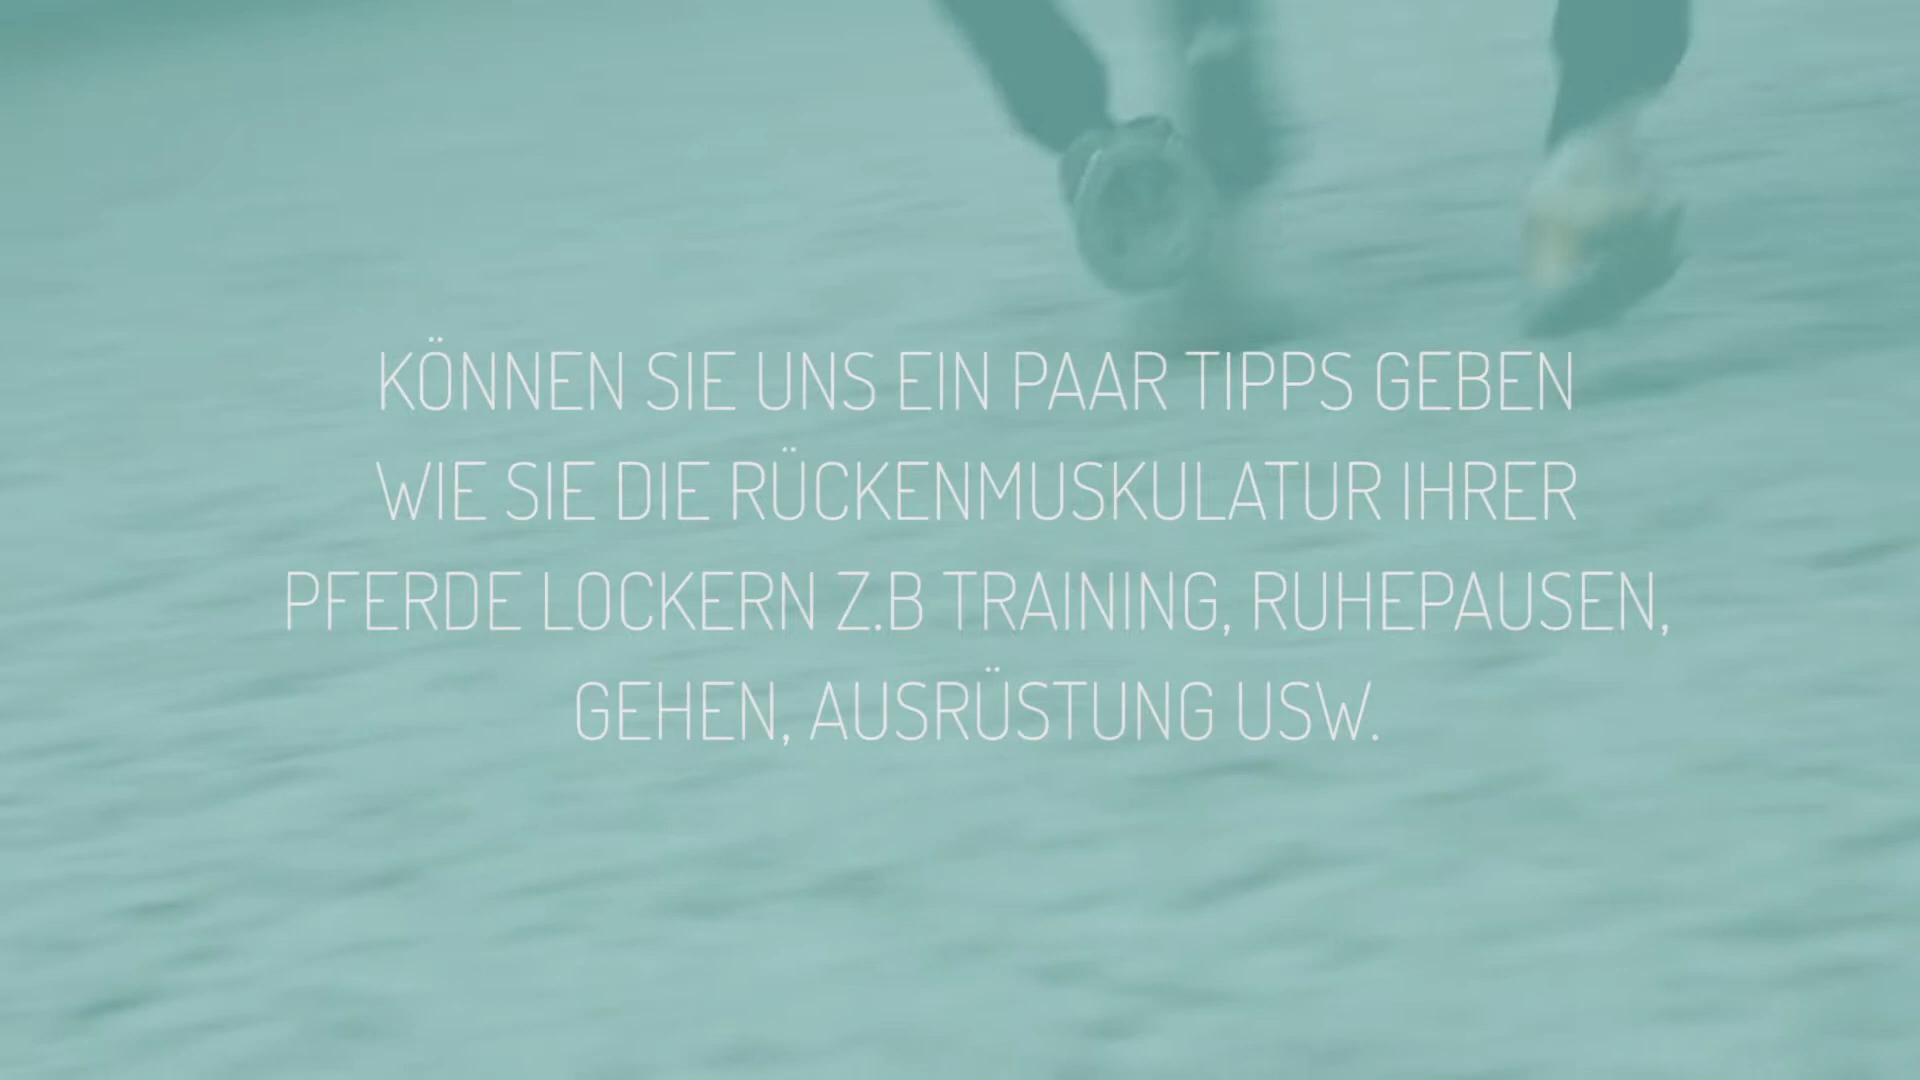 KÖNNEN SIE UNS EIN PAAR TIPPS GEBEN
WIE SIE DIE RÜCKENMUSKULATUR IHRER
PFERDE LOCKERN Z.B TRAINING, RUHEPAUSEN,
GEHEN, AUSRÜSTUNG USW.